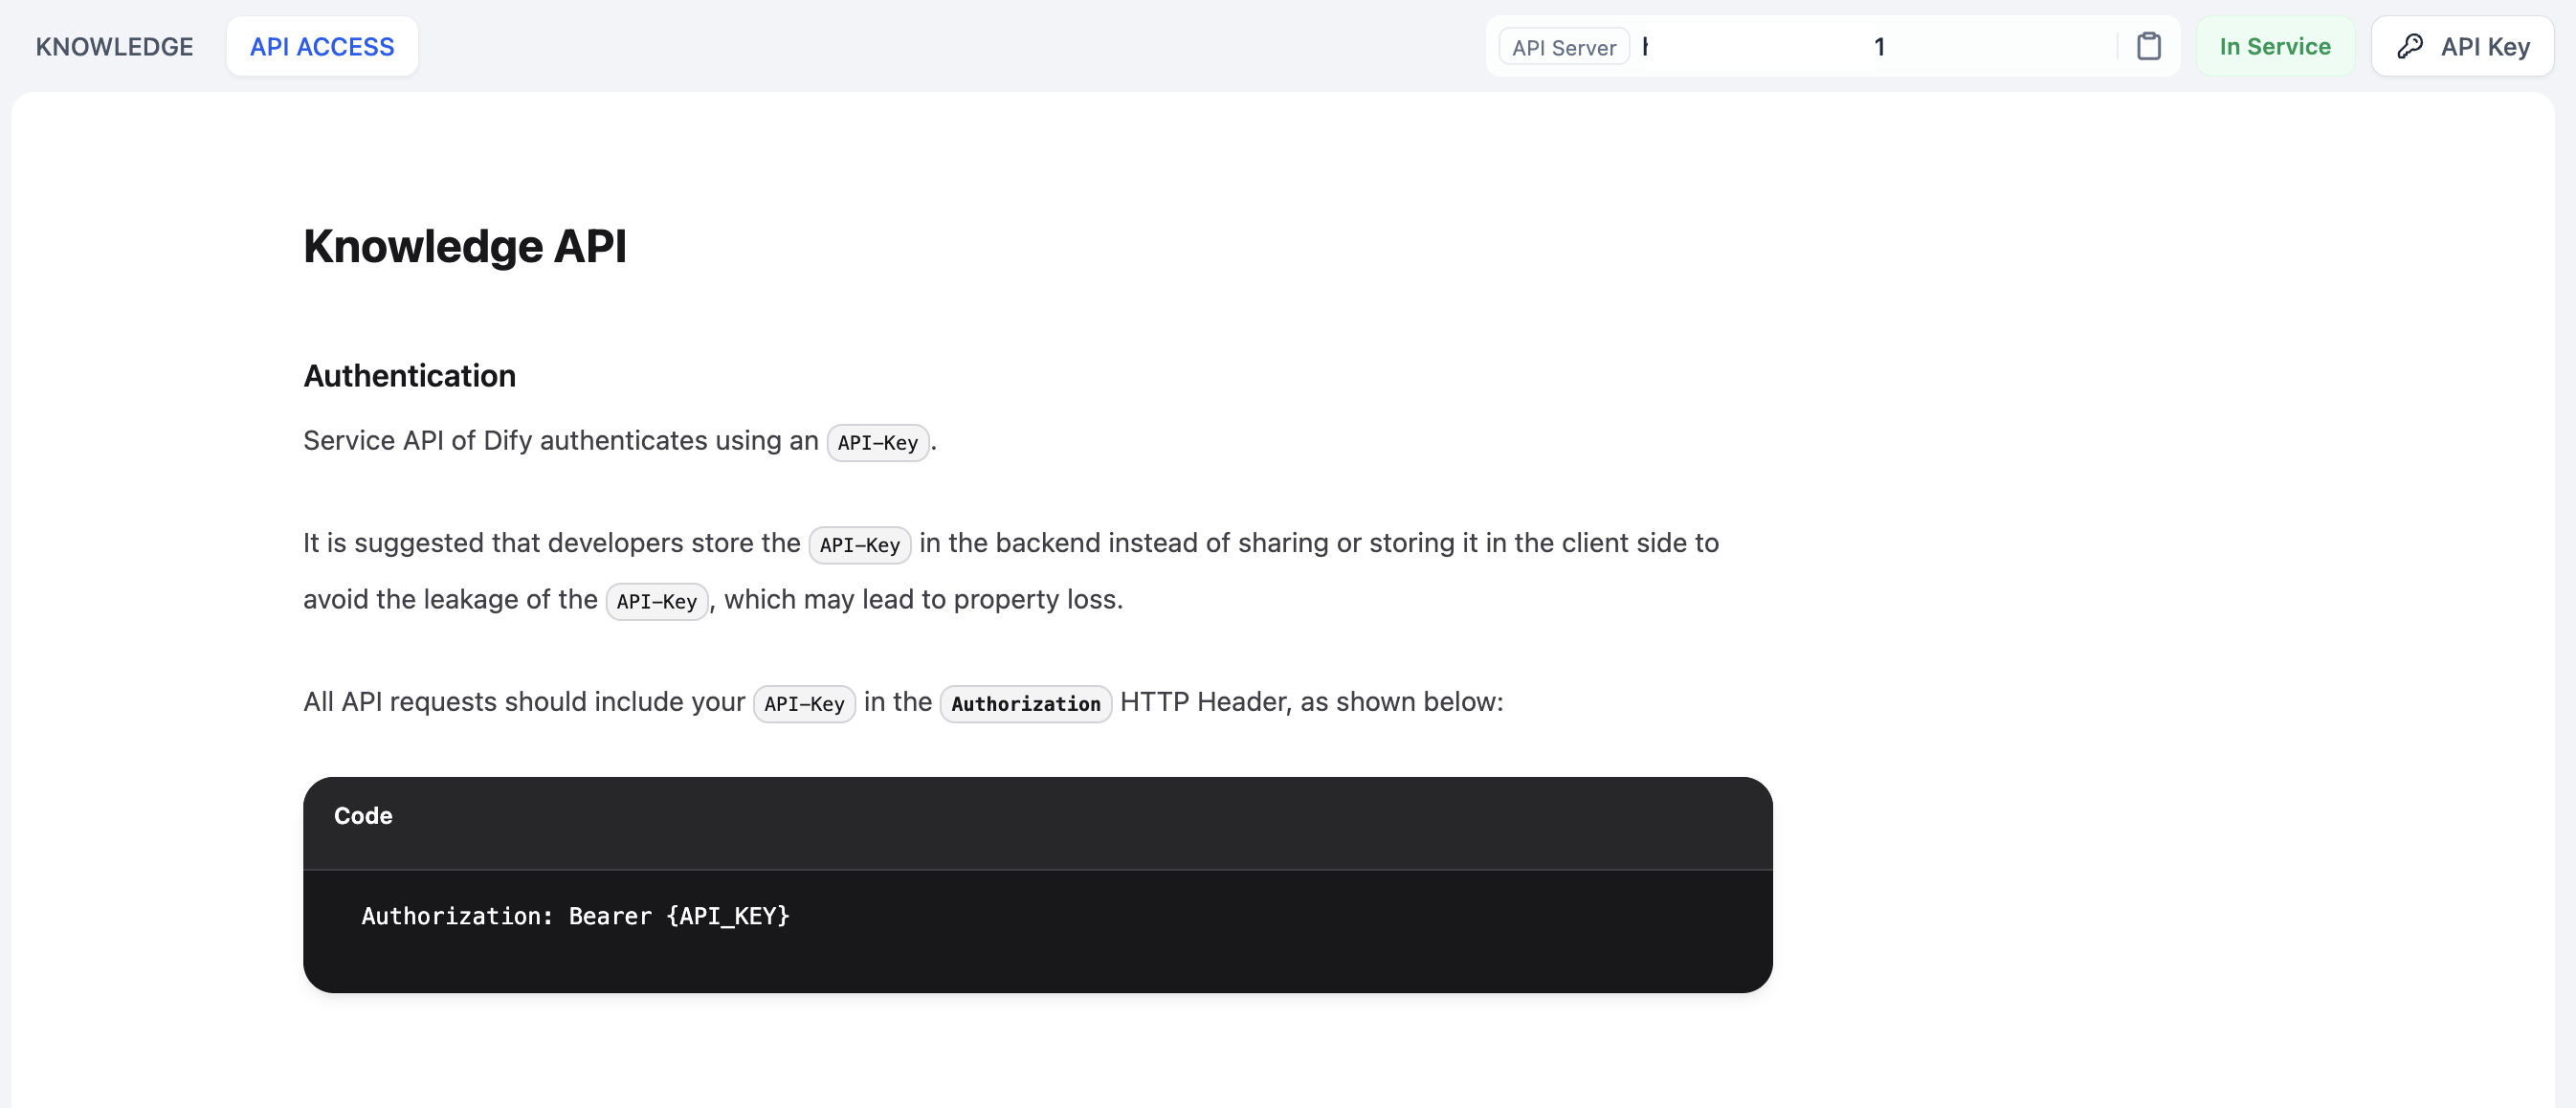 KNOWLEDGE API ACCESS API Server 1 In Service API Key
Knowledge API
Authentication
Service API of Dify authenticates using an API-Key.
It is suggested that developers store the API-Key in the backend instead of sharing or storing it in the client side to
avoid the leakage of the API-Key, which may lead to property loss.
All API requests should include your API-Key in the Authorization HTTP Header, as shown below:
Code
Authorization: Bearer {API_KEY}